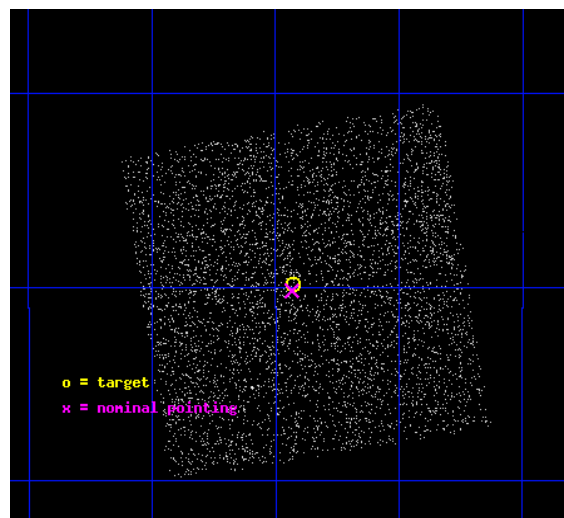 o = target
x = nominal pointing